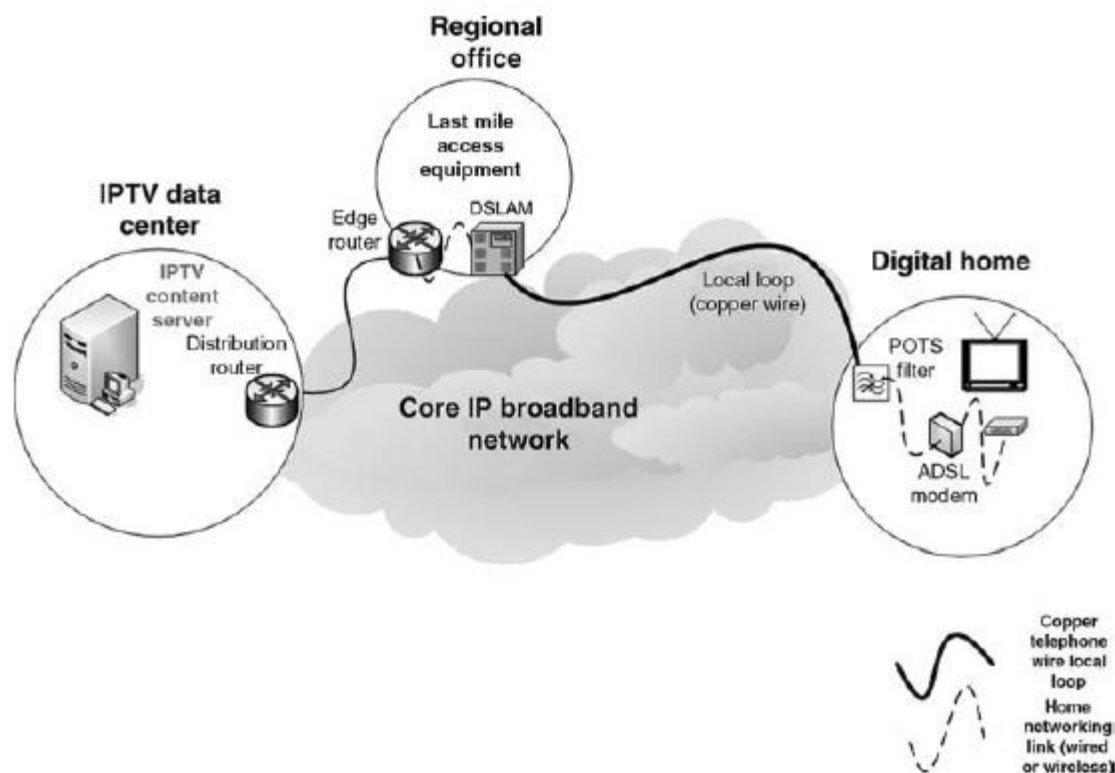 Regional
office
Last mile
access
equipment
IPTV data
center
Edge
router
DSLAM
IPTV
content
server
Distribution
router
Local loop
(copper wire)
Digital home
POTS
filter
Core IP broadband
network
ADSL
modem
Copper
telephone
wire local
loop
Home
networking
link (wired
or wireless)